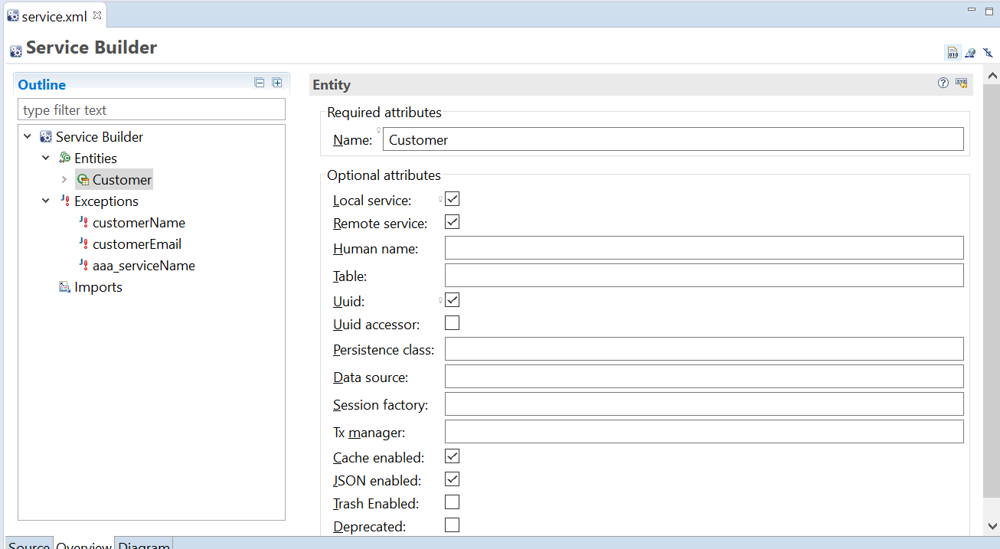 service.xml
Service Builder
Outline
type filter text
Service Builder
Entities
Customer
Exceptions
customerName
customerEmail
aaa_serviceName
Imports
Entity
Required attributes
Name: Customer
Optional attributes
Local service:
Remote service:
Human name:
Table:
Uuid:
Uuid accessor:
Persistence class:
Data source:
Session factory:
Tx manager:
Cache enabled:
JSON enabled:
Trash Enabled:
Deprecated:
Source Overview Diagram